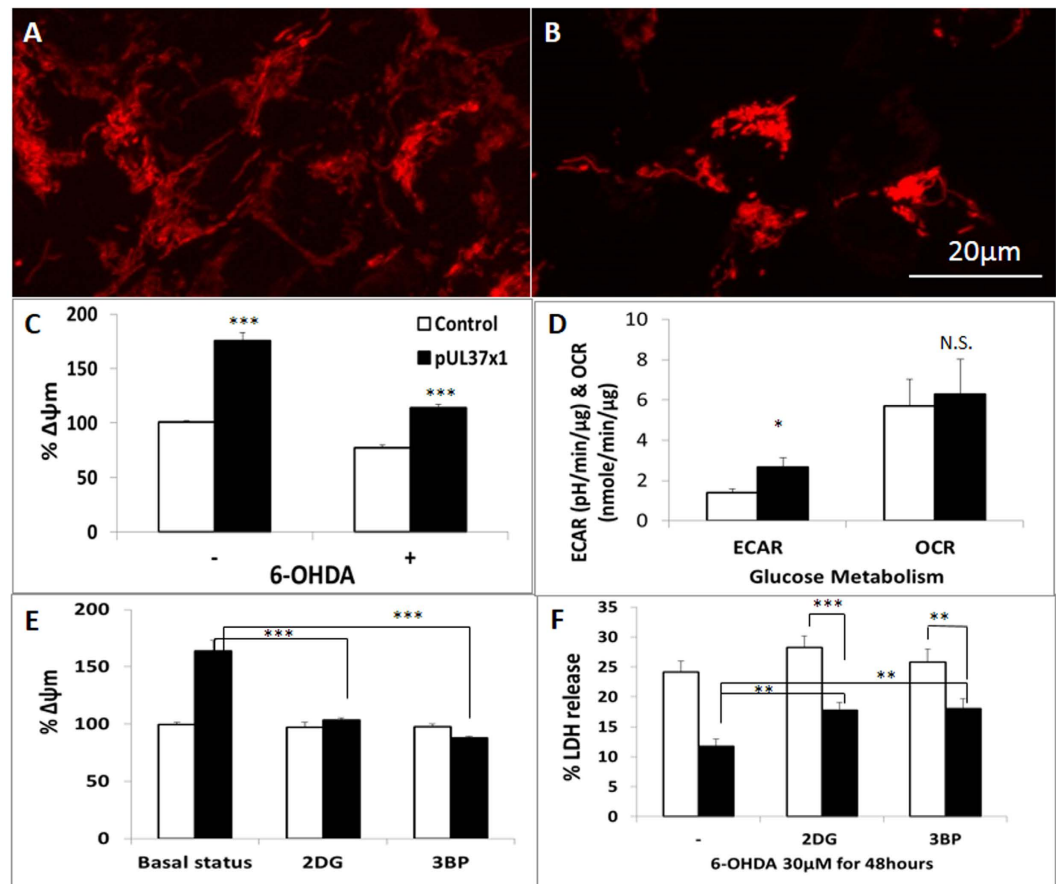 A
B
20µm
C
200
150
100
50
0
% Δψm
***
***
Control
pUL37x1
-
+
6-OHDA
D
10
8
6
4
2
0
ECAR (pH/min/µg) & OCR
(nmole/min/µg)
*
N.S.
ECAR
OCR
Glucose Metabolism
E
200
150
100
50
0
% Δψm
***
***
Basal status
2DG
3BP
F
35
30
25
20
15
10
5
0
% LDH release
***
**
**
**
-
2DG
3BP
6-OHDA 30µM for 48hours